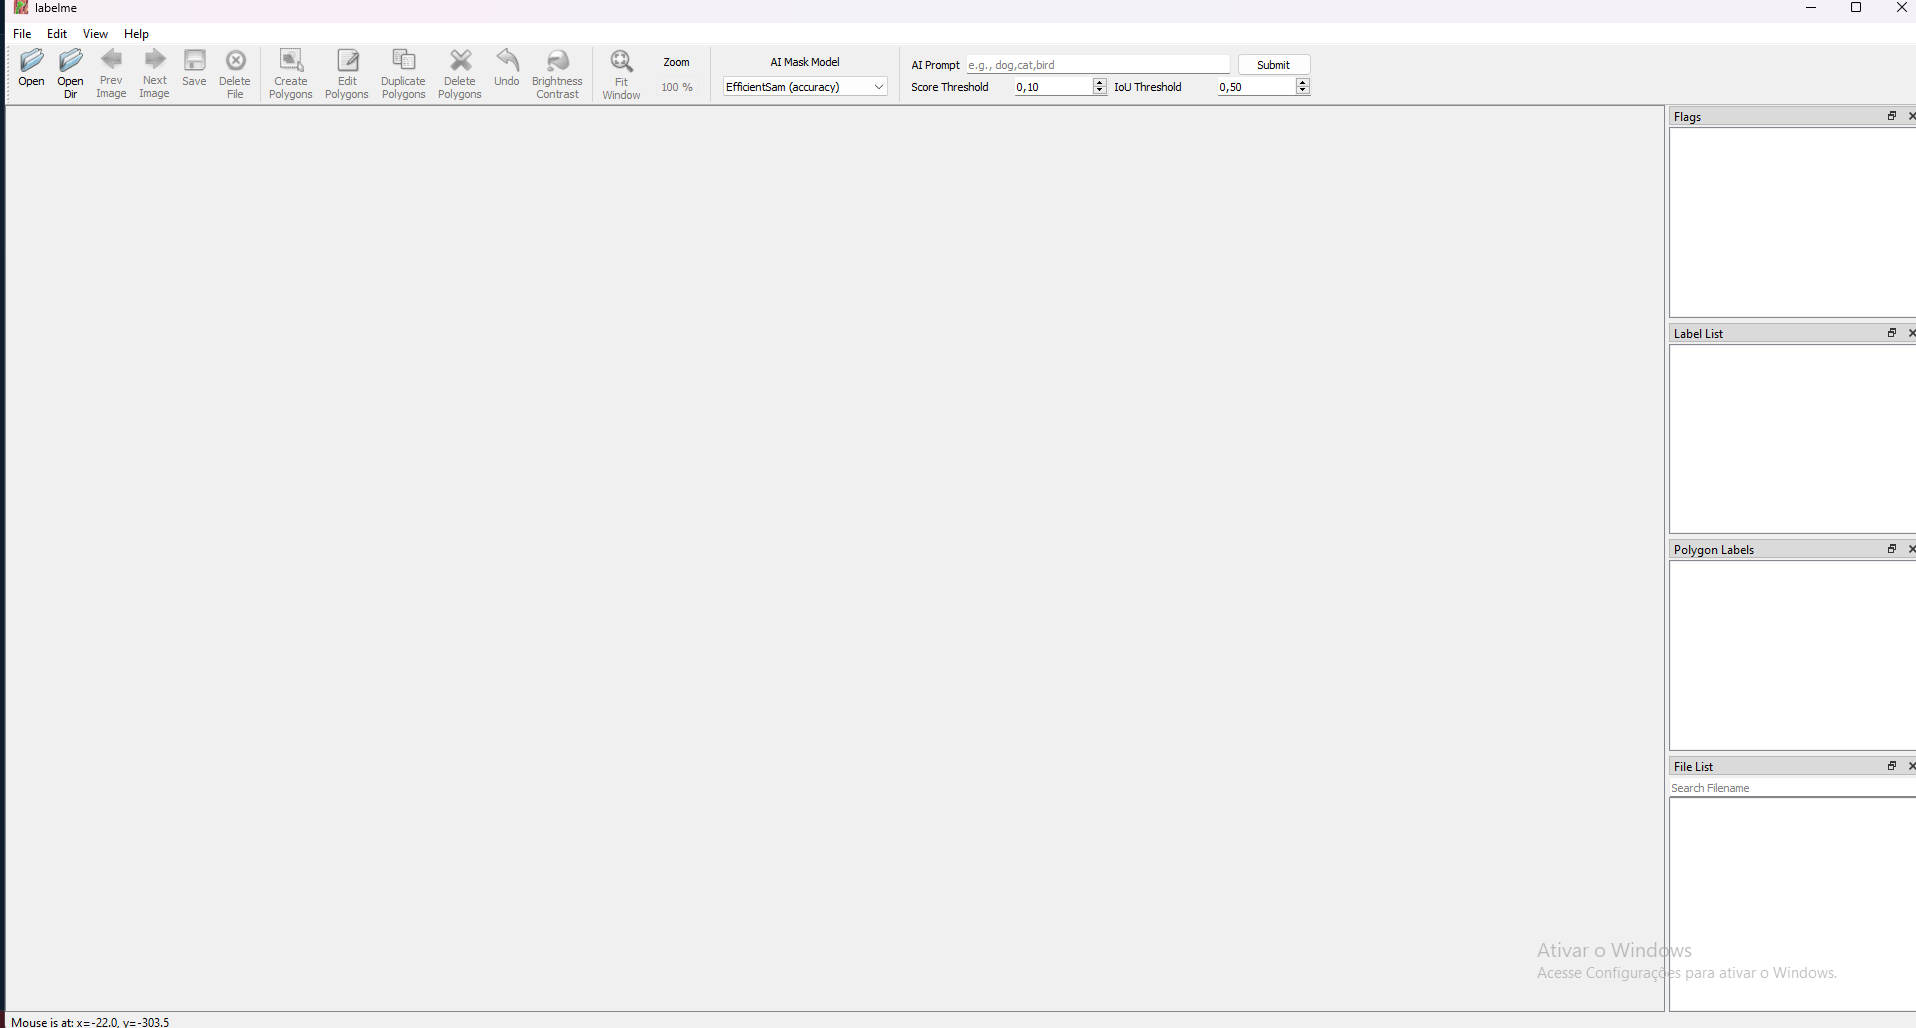 labelme
File Edit View Help
Open
Open Dir
Prev Image
Next Image
Save
Delete File
Create Polygons
Edit Polygons
Duplicate Polygons
Delete Polygons
Undo
Brightness Contrast
Fit Window
Zoom
100 %
AI Mask Model
EfficientSam (accuracy)
AI Prompt e.g., dog,cat,bird Submit
Score Threshold 0,10 IoU Threshold 0,50
Flags
Label List
Polygon Labels
File List
Search Filename
Ativar o Windows
Acesse Configurações para ativar o Windows.
Mouse is at: x=-22.0, y=-303.5